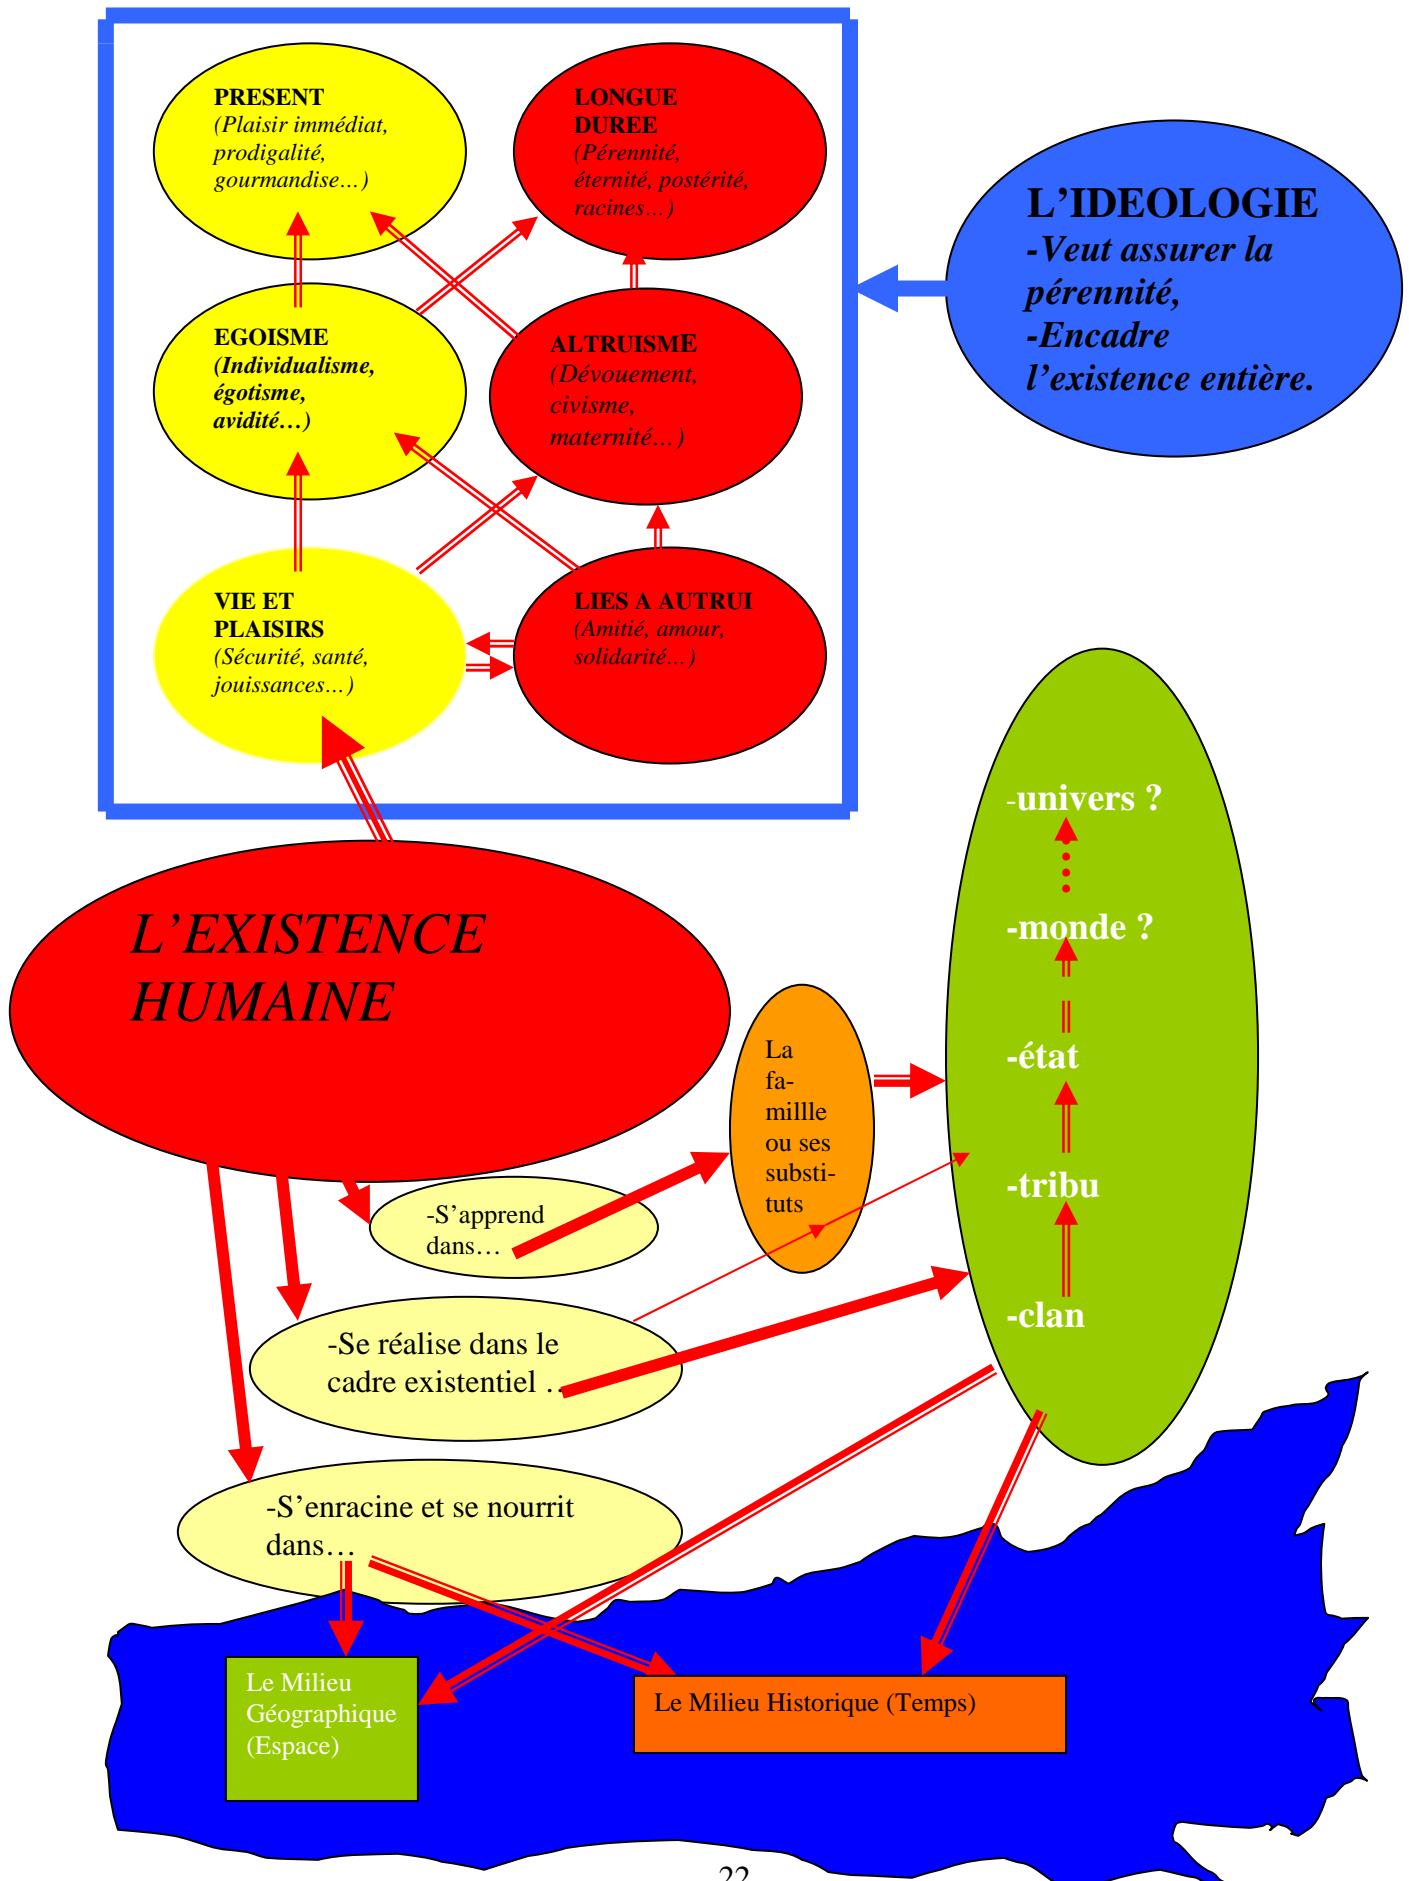 PRESENT
(Plaisir immédiat,
prodigalité,
gourmandise…)
LONGUE
DUREE
(Pérennité,
éternité, postérité,
racines…)
L’IDEOLOGIE
-Veut assurer la
pérennité,
-Encadre
l’existence entière.
EGOISME
(Individualisme,
égotisme,
avidité…)
ALTRUISME
(Dévouement,
civisme,
maternité…)
VIE ET
PLAISIRS
(Sécurité, santé,
jouissances…)
LIES A AUTRUI
(Amitié, amour,
solidarité…)
L’EXISTENCE
HUMAINE
-univers ?
-monde ?
-état
-tribu
-clan
La
fa-
millle
ou ses
substi-
tuts
-S’apprend
dans…
-Se réalise dans le
cadre existentiel …
-S’enracine et se nourrit
dans…
Le Milieu
Géographique
(Espace)
Le Milieu Historique (Temps)
22